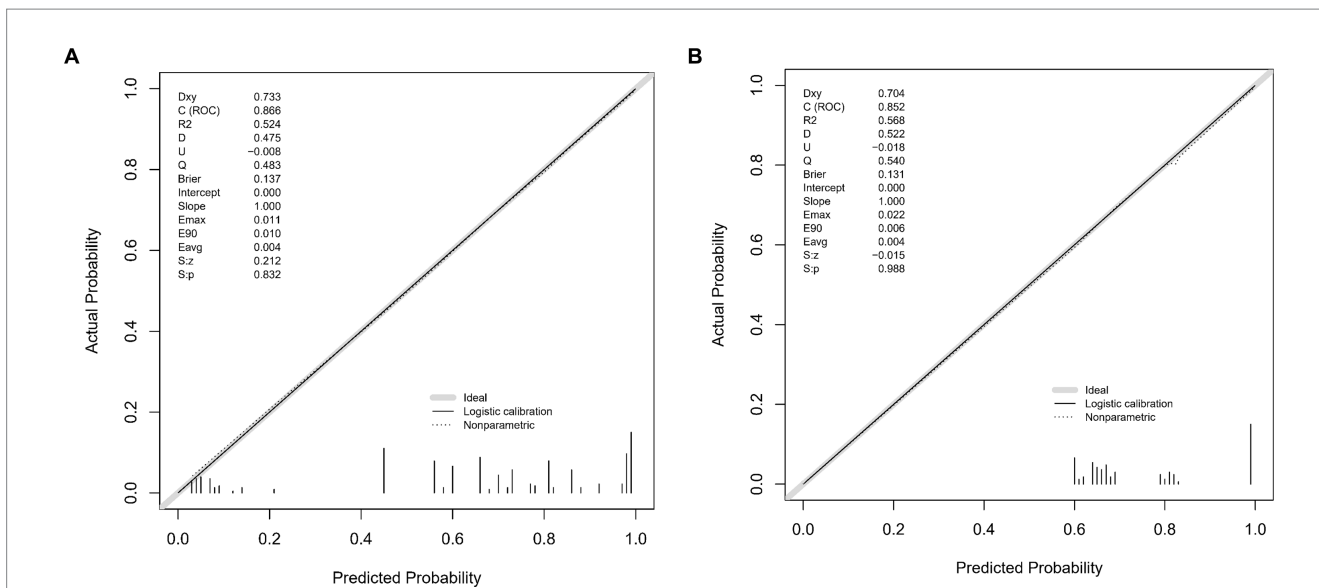 A
Dxy 0.733
C (ROC) 0.866
R2 0.524
D 0.475
U −0.008
Q 0.483
Brier 0.137
Intercept 0.000
Slope 1.000
Emax 0.011
E90 0.010
Eavg 0.004
S:z 0.212
S:p 0.832
Actual Probability
1.0
0.8
0.6
0.4
0.2
0.0
Ideal
Logistic calibration
Nonparametric
0.0 0.2 0.4 0.6 0.8 1.0
Predicted Probability
B
Dxy 0.704
C (ROC) 0.852
R2 0.568
D 0.522
U −0.018
Q 0.540
Brier 0.131
Intercept 0.000
Slope 1.000
Emax 0.022
E90 0.006
Eavg 0.004
S:z −0.015
S:p 0.988
Actual Probability
1.0
0.8
0.6
0.4
0.2
0.0
Ideal
Logistic calibration
Nonparametric
0.0 0.2 0.4 0.6 0.8 1.0
Predicted Probability